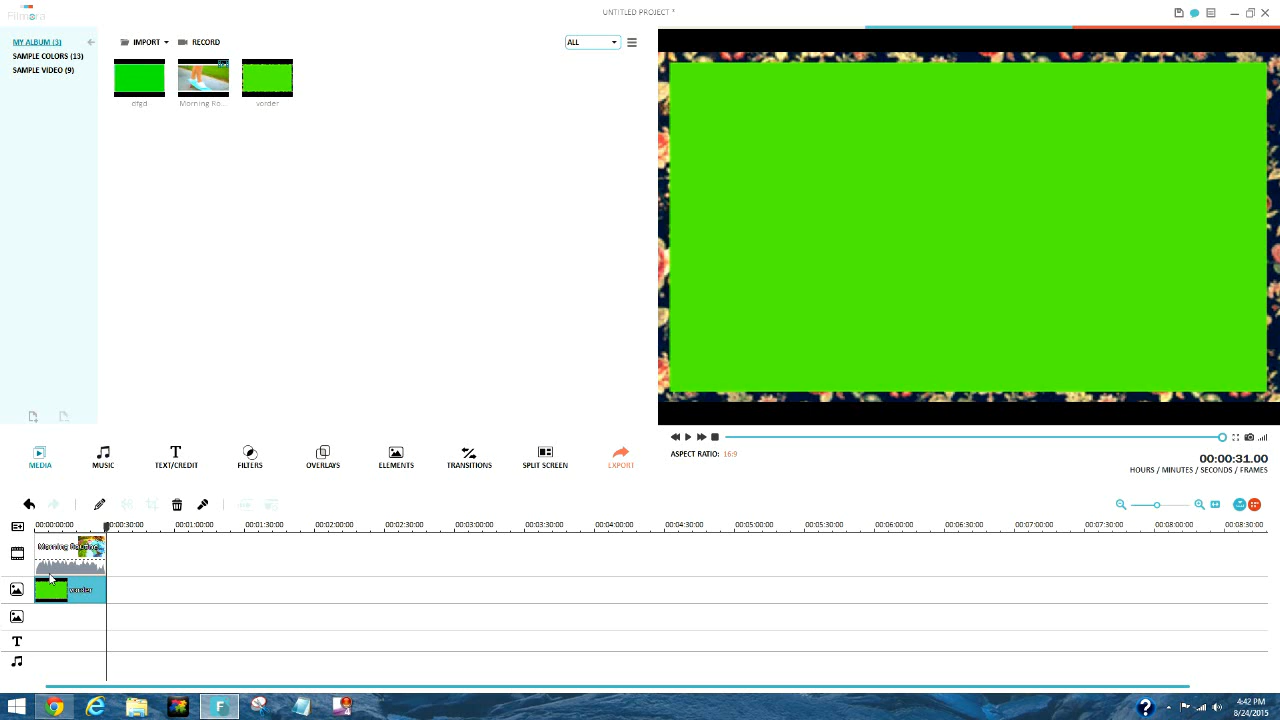 Filmora
UNTITLED PROJECT *
MY ALBUM (3)
SAMPLE COLORS (13)
SAMPLE VIDEO (9)
IMPORT
RECORD
ALL
dfgd
Morning Ro...
vorder
MEDIA
MUSIC
TEXT/CREDIT
FILTERS
OVERLAYS
ELEMENTS
TRANSITIONS
SPLIT SCREEN
EXPORT
ASPECT RATIO: 16:9
00:00:31.00
HOURS / MINUTES / SECONDS / FRAMES
00:00:00:00 00:00:30:00 00:01:00:00 00:01:30:00 00:02:00:00 00:02:30:00 00:03:00:00 00:03:30:00 00:04:00:00 00:04:30:00 00:05:00:00 00:05:30:00 00:06:00:00 00:06:30:00 00:07:00:00 00:07:30:00 00:08:00:00 00:08:30:00
Morning Routine
vorder
T
F
4:42 PM
8/24/2015